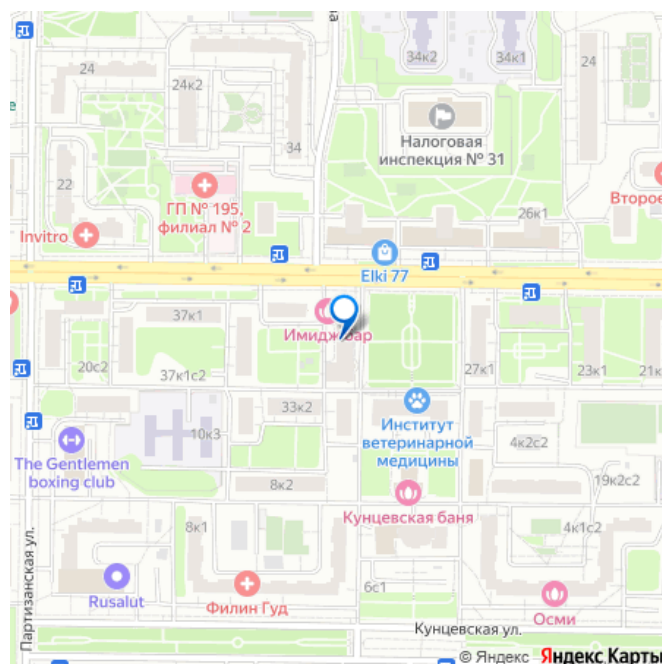 24
24к2
34
34к2
34к1
24
Налоговая
инспекция № 31
22
ГП № 195,
филиал № 2
Invitro
Второе
26к1
Elki 77
37к1
Имидж бар
20с2
37к1с2
27к1
23к1
21к
33к2
10к3
Институт
ветеринарной
медицины
4к2с2
The Gentlemen
boxing club
8к2
19к2с2
Кунцевская баня
8к1
4к1с2
Партизанская ул.
Rusalut
Филин Гуд
6с1
Осми
Кунцевская ул.
© Яндекс Яндекс Карты